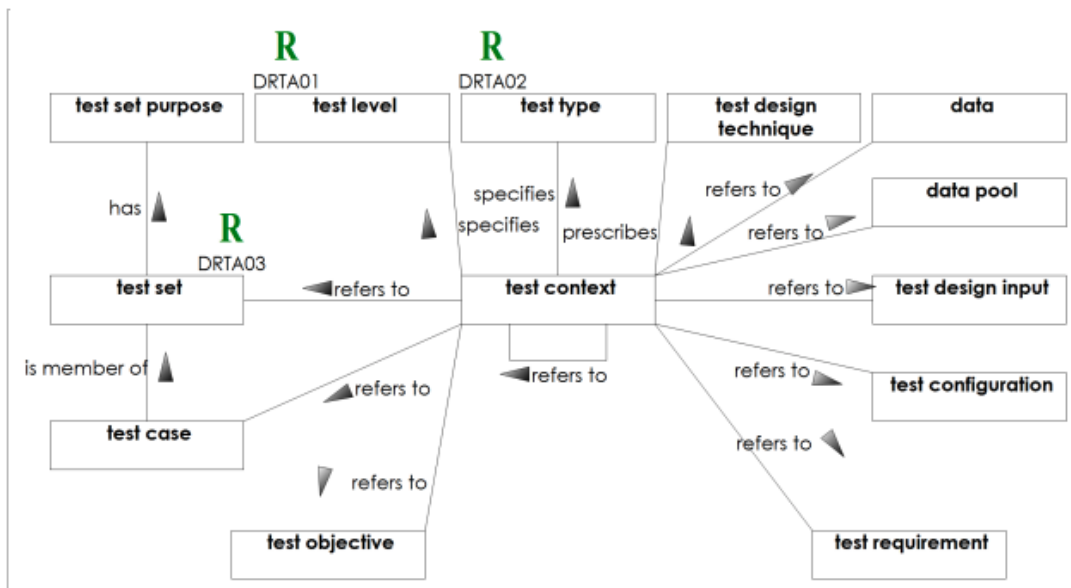 R
DRTA01
R
DRTA02
test set purpose
test level
test type
test design
technique
data
data pool
has
specifies
specifies
prescribes
refers to
refers to
R
DRTA03
test set
refers to
test context
refers to
test design input
is member of
refers to
refers to
refers to
test configuration
test case
refers to
refers to
test objective
test requirement